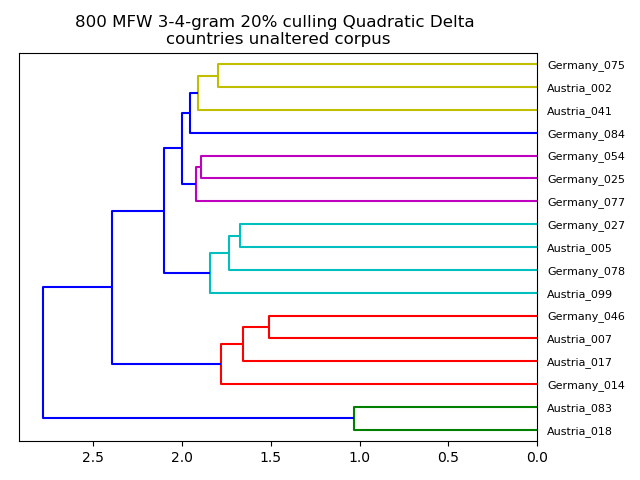 800 MFW 3-4-gram 20% culling Quadratic Delta
countries unaltered corpus
Germany_075
Austria_002
Austria_041
Germany_084
Germany_054
Germany_025
Germany_077
Germany_027
Austria_005
Germany_078
Austria_099
Germany_046
Austria_007
Austria_017
Germany_014
Austria_083
Austria_018
2.5 2.0 1.5 1.0 0.5 0.0